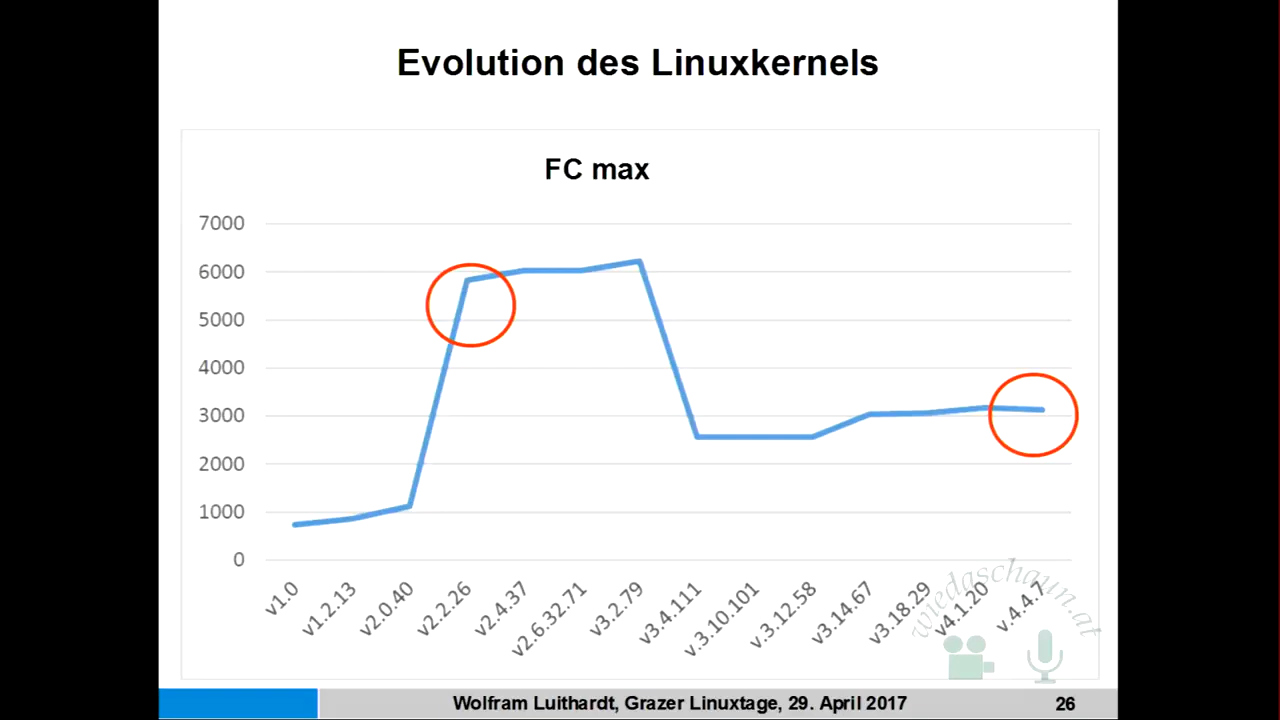 Evolution des Linuxkernels
FC max
7000
6000
5000
4000
3000
2000
1000
0
v1.0
v1.2.13
v2.0.40
v2.2.26
v2.4.37
v2.6.32.71
v3.2.79
v3.4.111
v.3.10.101
v.3.12.58
v3.14.67
v3.18.29
v4.1.20
v.4.4.7
wiedaschaun.at
Wolfram Luithardt, Grazer Linuxtage, 29. April 2017
26